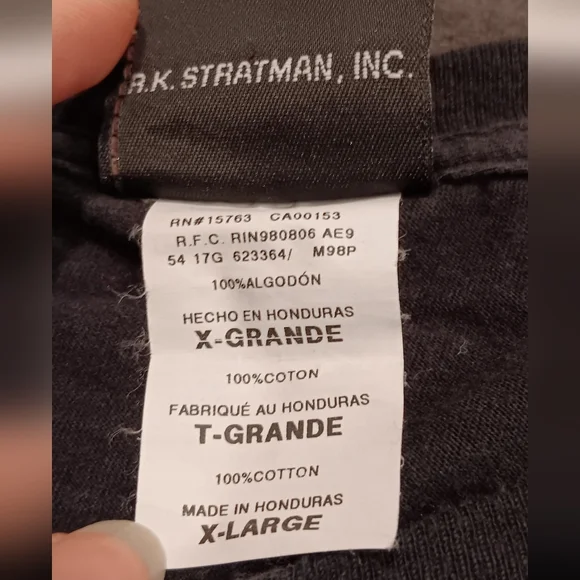 R.K. STRATMAN, INC.
RN#15763 CA00153
R.F.C. RIN980806 AE9
54 17G 623364/ M98P
100%ALGODÓN
HECHO EN HONDURAS
X-GRANDE
100%COTON
FABRIQUÉ AU HONDURAS
T-GRANDE
100%COTTON
MADE IN HONDURAS
X-LARGE